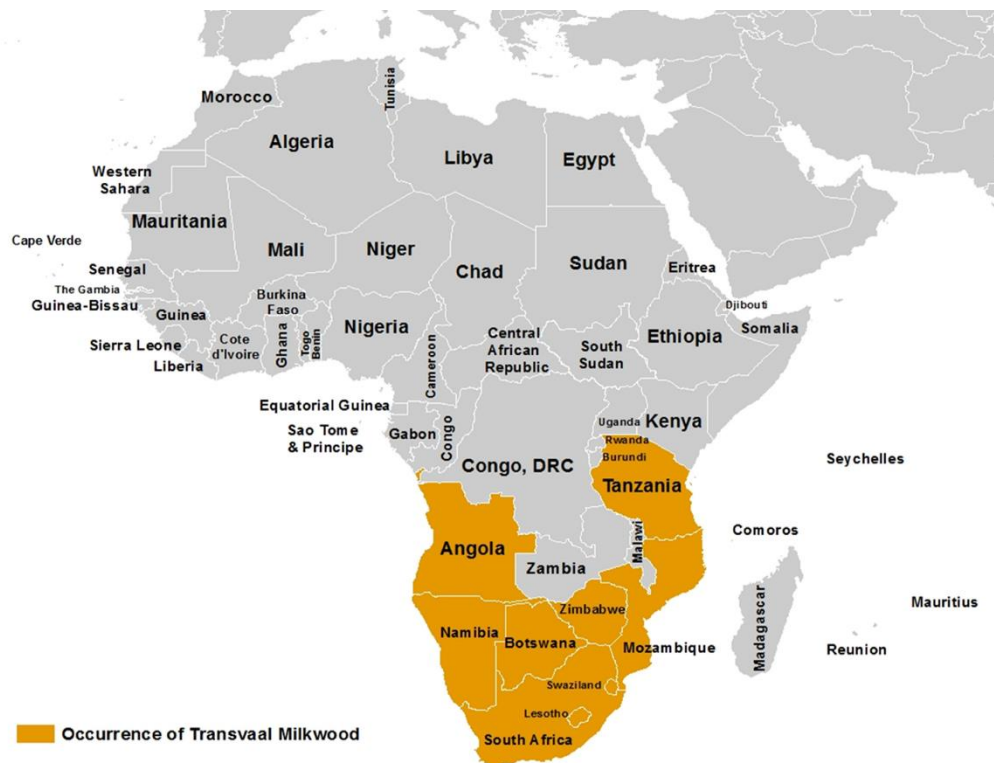 Morocco
Tunisia
Algeria
Libya
Egypt
Western
Sahara
Mauritania
Mali
Niger
Chad
Sudan
Eritrea
Cape Verde
Senegal
The Gambia
Guinea-Bissau
Guinea
Burkina
Faso
Djibouti
Sierra Leone
Liberia
Cote
d'Ivoire
Ghana
Togo
Benin
Nigeria
Cameroon
Central
African
Republic
South
Sudan
Ethiopia
Somalia
Equatorial Guinea
Sao Tome
& Principe
Gabon
Congo
Congo, DRC
Uganda
Kenya
Rwanda
Burundi
Tanzania
Seychelles
Angola
Zambia
Malawi
Comoros
Namibia
Botswana
Zimbabwe
Mozambique
Madagascar
Mauritius
Reunion
Swaziland
Lesotho
South Africa
Occurrence of Transvaal Milkwood